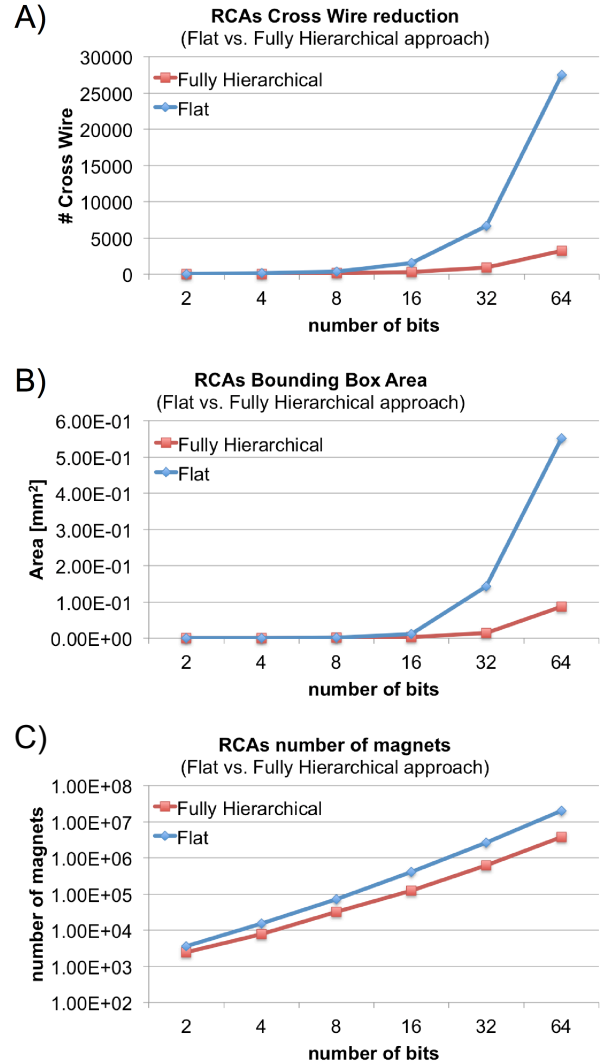 A)
RCAs Cross Wire reduction
(Flat vs. Fully Hierarchical approach)
30000
25000
20000
15000
10000
5000
0
# Cross Wire
Fully Hierarchical
Flat
2 4 8 16 32 64
number of bits
B)
RCAs Bounding Box Area
(Flat vs. Fully Hierarchical approach)
6.00E-01
5.00E-01
4.00E-01
3.00E-01
2.00E-01
1.00E-01
0.00E+00
Area [mm²]
Fully Hierarchical
Flat
2 4 8 16 32 64
number of bits
C)
RCAs number of magnets
(Flat vs. Fully Hierarchical approach)
1.00E+08
1.00E+07
1.00E+06
1.00E+05
1.00E+04
1.00E+03
1.00E+02
number of magnets
Fully Hierarchical
Flat
2 4 8 16 32 64
number of bits